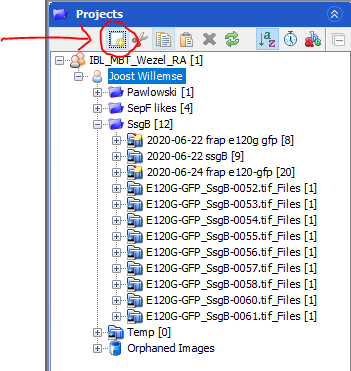 Projects
IBL_MBT_Wezel_RA [1]
Joost Willemse
Pawlowski [1]
SepF likes [4]
SsgB [12]
2020-06-22 frap e120g gfp [8]
2020-06-22 ssgB [9]
2020-06-24 frap e120-gfp [20]
E120G-GFP_SsgB-0052.tif_Files [1]
E120G-GFP_SsgB-0053.tif_Files [1]
E120G-GFP_SsgB-0054.tif_Files [1]
E120G-GFP_SsgB-0055.tif_Files [1]
E120G-GFP_SsgB-0056.tif_Files [1]
E120G-GFP_SsgB-0057.tif_Files [1]
E120G-GFP_SsgB-0058.tif_Files [1]
E120G-GFP_SsgB-0060.tif_Files [1]
E120G-GFP_SsgB-0061.tif_Files [1]
Temp [0]
Orphaned Images